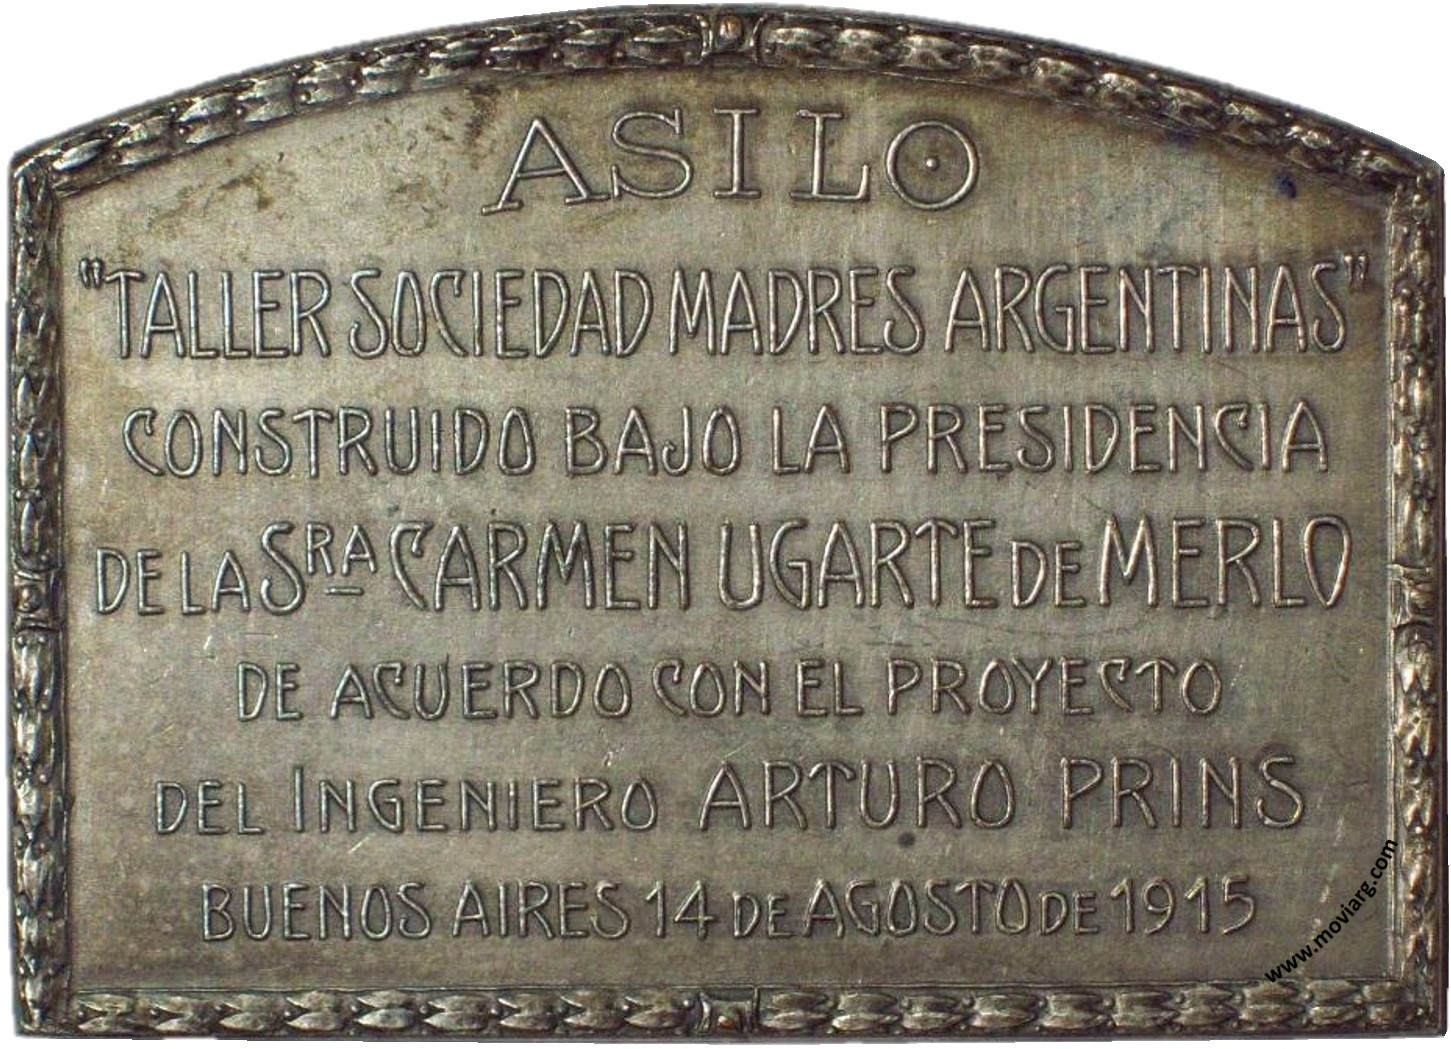 ASILO
"TALLER SOCIEDAD MADRES ARGENTINAS"
CONSTRUIDO BAJO LA PRESIDENCIA
DE LA SRA CARMEN UGARTE DE MERLO
DE ACUERDO CON EL PROYECTO
DEL INGENIERO ARTURO PRINS
BUENOS AIRES 14 DE AGOSTO DE 1915
www.moviarg.com